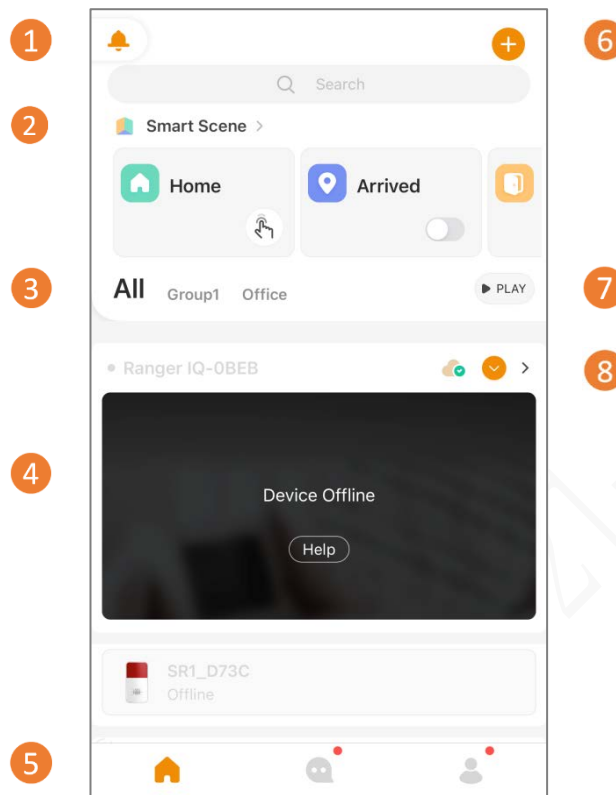 1
6
Search
2
Smart Scene >
Home
Arrived
3
All Group1 Office
PLAY
7
Ranger IQ-0BEB
8
4
Device Offline
Help
SR1_D73C
Offline
5